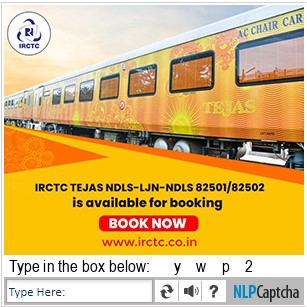 IRCTC
AC CHAIR CAR
TEJAS
IRCTC TEJAS NDLS-LJN-NDLS 82501/82502
is available for booking
BOOK NOW
www.irctc.co.in
Type in the box below: y w p 2
Type Here:
? NLPCaptcha